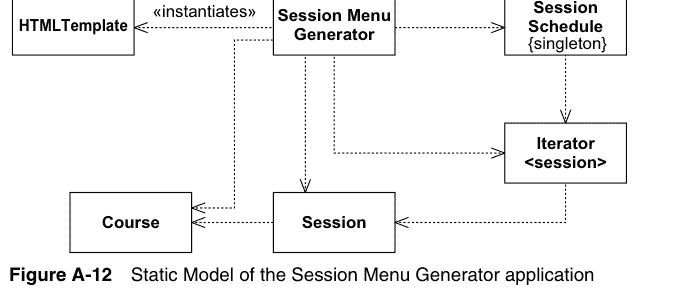 Session
«instantiates»
Session Menu
Schedule
HTMLTemplate
Generator
{singleton}
Iterator
<session>
Course
Session
Figure A-12 Static Model of the Session Menu Generator application